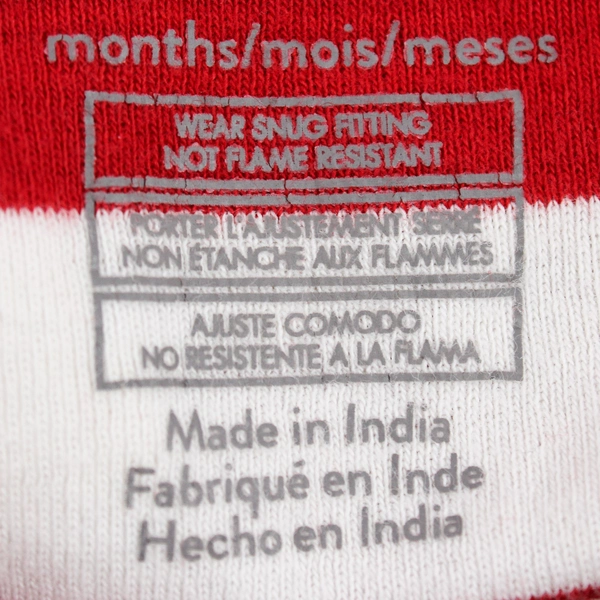 months/mois/meses
WEAR SNUG FITTING
NOT FLAME RESISTANT
PORTER L'AJUSTEMENT SERRÉ
NON ÉTANCHE AUX FLAMMES
AJUSTE COMODO
NO RESISTENTE A LA FLAMA
Made in India
Fabriqué en Inde
Hecho en India